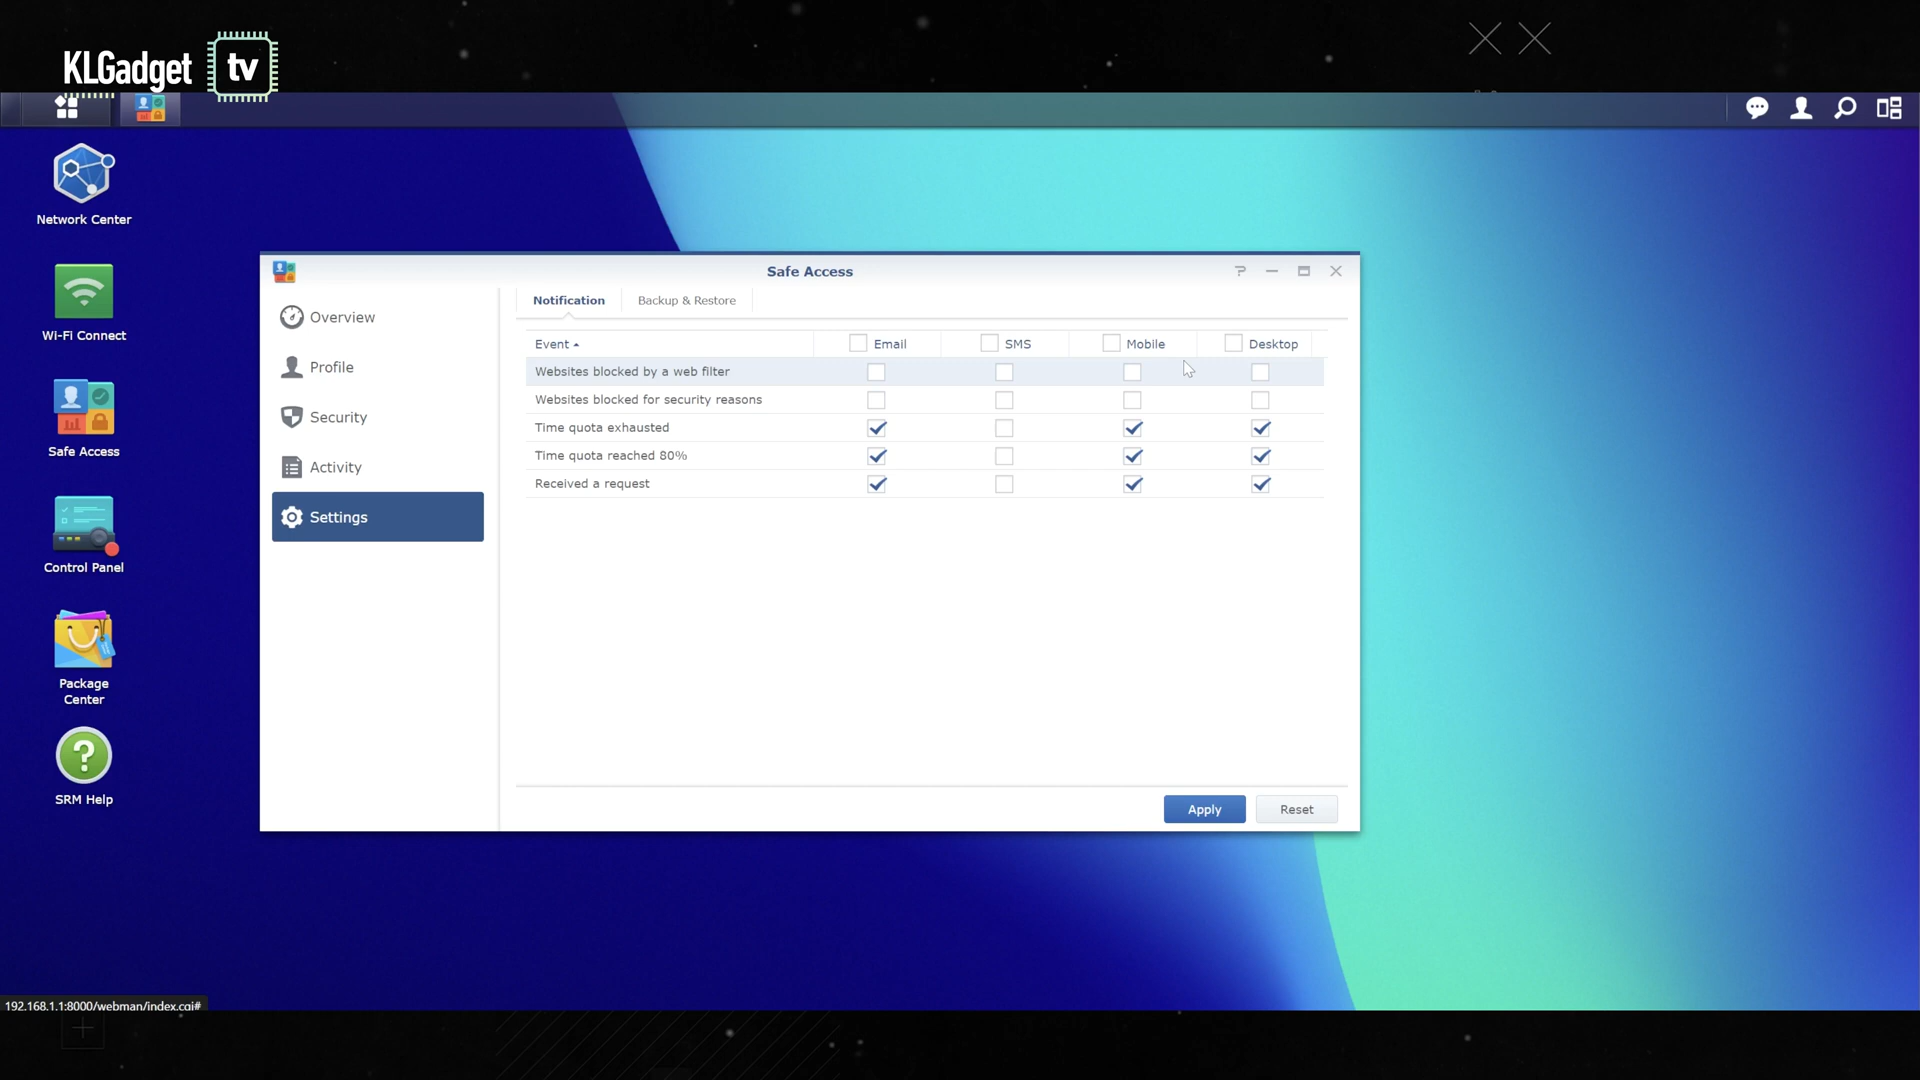 KLGadget tv
Network Center
Wi-Fi Connect
Safe Access
Control Panel
Package
Center
SRM Help
Safe Access
Overview
Profile
Security
Activity
Settings
Notification
Backup & Restore
Event Email SMS Mobile Desktop
Websites blocked by a web filter
Websites blocked for security reasons
Time quota exhausted
Time quota reached 80%
Received a request
Apply
Reset
192.168.1.1:8000/webman/index.cgi#